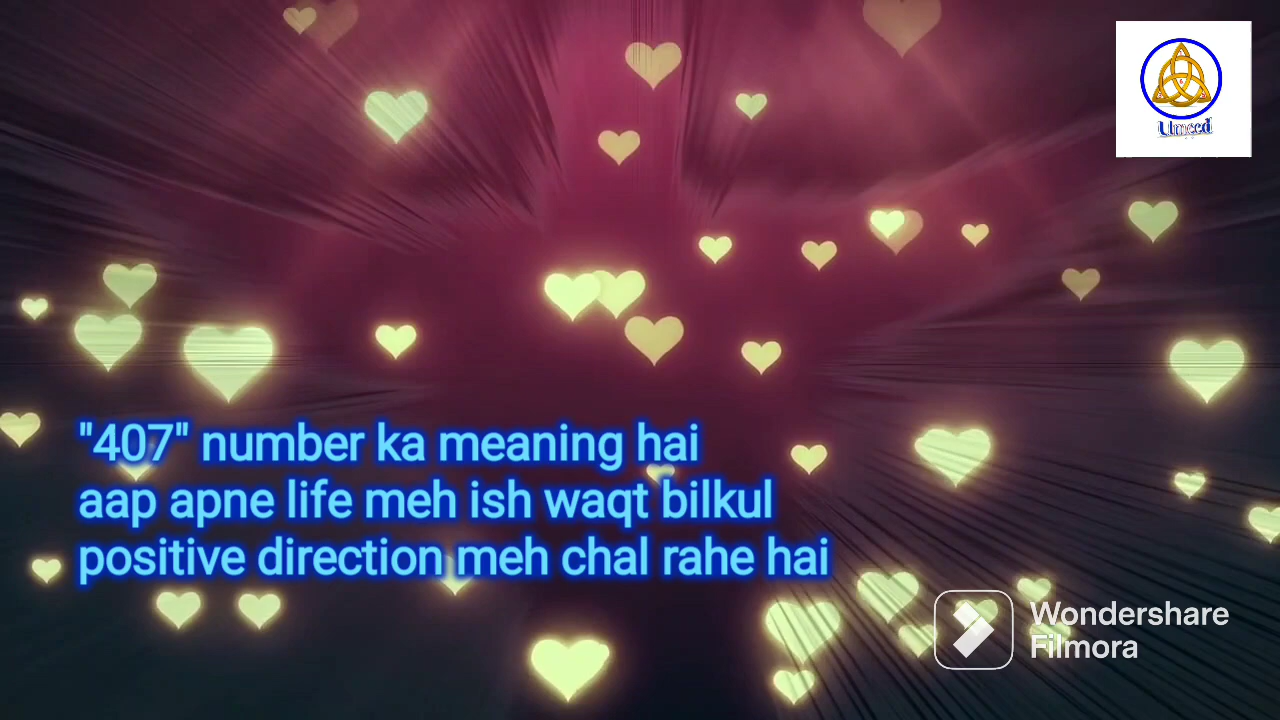 Umeed
"407" number ka meaning hai
aap apne life meh ish waqt bilkul
positive direction meh chal rahe hai
Wondershare
Filmora